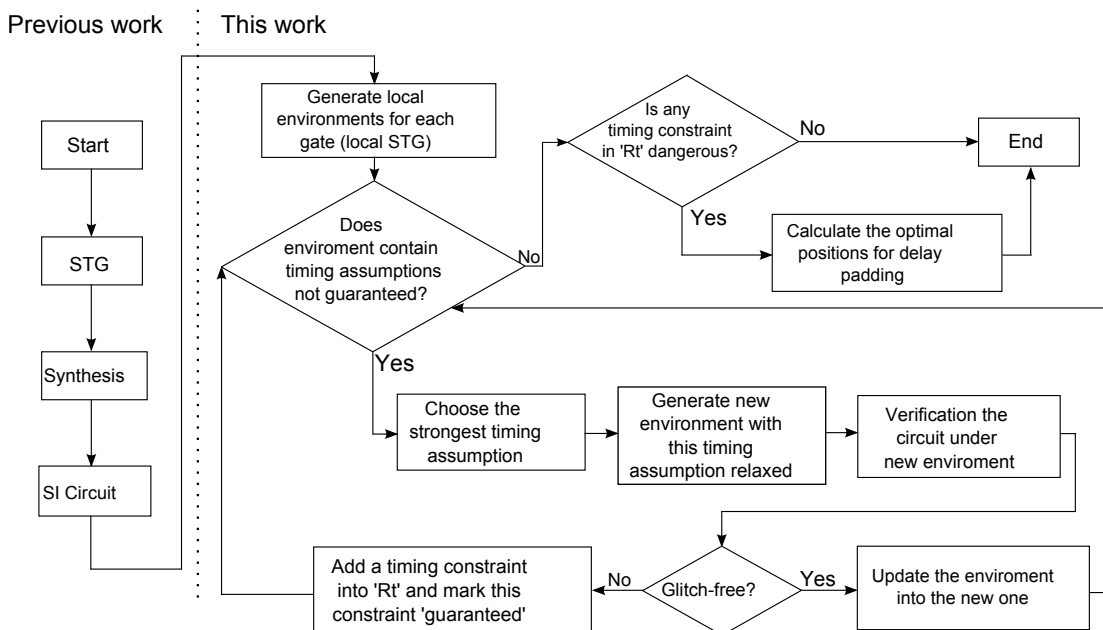 Previous work
This work
Start
STG
Synthesis
SI Circuit
Generate local
environments for each
gate (local STG)
Does
enviroment contain
timing assumptions
not guaranteed?
No
Yes
Is any
timing constraint
in 'Rt' dangerous?
No
Yes
End
Calculate the optimal
positions for delay
padding
Choose the
strongest timing
assumption
Generate new
environment with
this timing
assumption relaxed
Verification the
circuit under
new enviroment
Glitch-free?
No
Yes
Add a timing constraint
into 'Rt' and mark this
constraint 'guaranteed'
Update the enviroment
into the new one